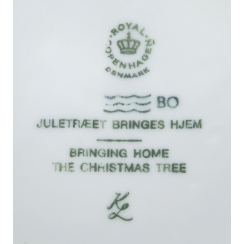 ROYAL
COPENHAGEN
DENMARK
BO
JULETRÆET BRINGES HJEM
BRINGING HOME
THE CHRISTMAS TREE